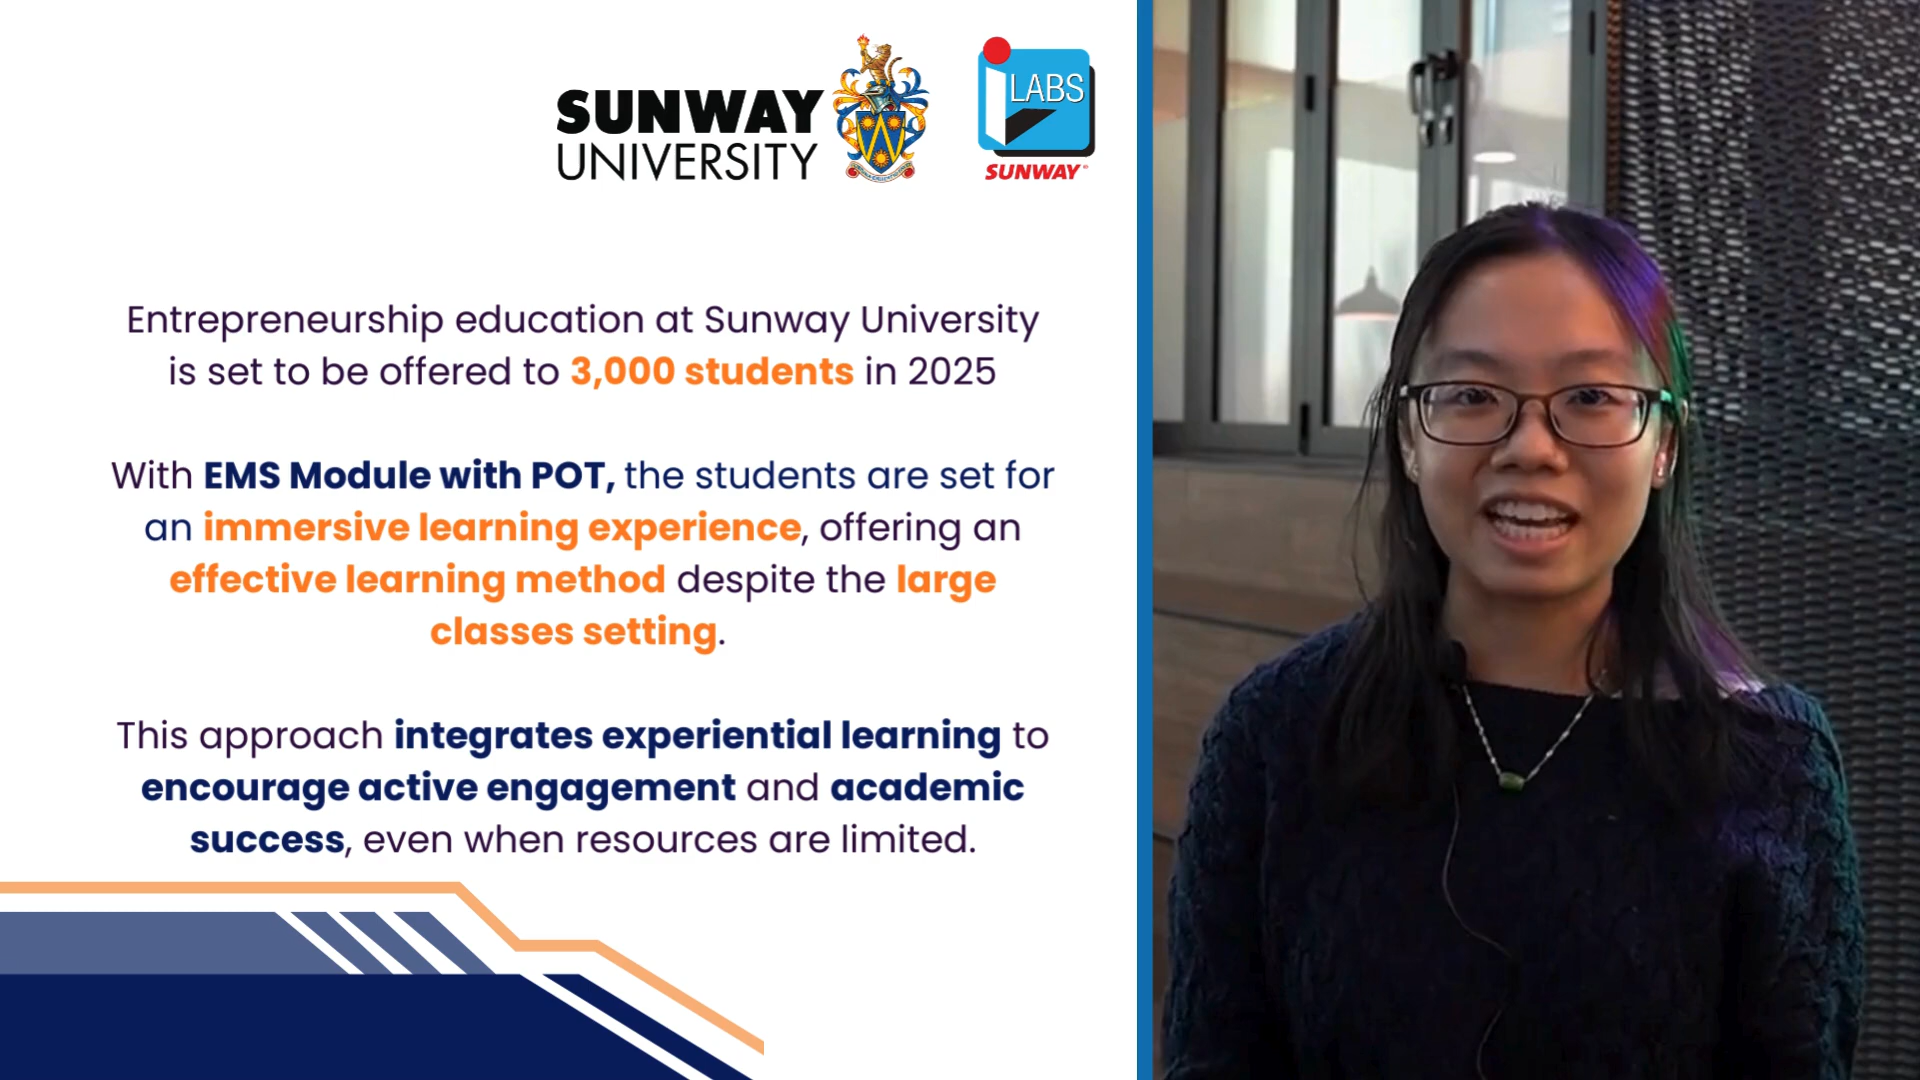 SUNWAY
UNIVERSITY
LABS
SUNWAY
Entrepreneurship education at Sunway University
is set to be offered to 3,000 students in 2025
With EMS Module with POT, the students are set for
an immersive learning experience, offering an
effective learning method despite the large
classes setting.
This approach integrates experiential learning to
encourage active engagement and academic
success, even when resources are limited.